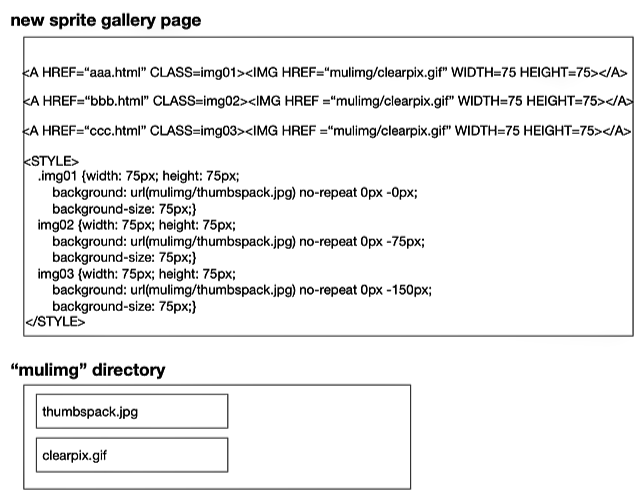 new sprite gallery page
<A HREF=“aaa.html” CLASS=img01><IMG HREF=“mulimg/clearpix.gif” WIDTH=75 HEIGHT=75></A>
<A HREF=“bbb.html” CLASS=img02><IMG HREF =“mulimg/clearpix.gif” WIDTH=75 HEIGHT=75></A>
<A HREF=“ccc.html” CLASS=img03><IMG HREF =“mulimg/clearpix.gif” WIDTH=75 HEIGHT=75></A>
<STYLE>
.img01 {width: 75px; height: 75px;
background: url(mulimg/thumbspack.jpg) no-repeat 0px -0px;
background-size: 75px;}
img02 {width: 75px; height: 75px;
background: url(mulimg/thumbspack.jpg) no-repeat 0px -75px;
background-size: 75px;}
img03 {width: 75px; height: 75px;
background: url(mulimg/thumbspack.jpg) no-repeat 0px -150px;
background-size: 75px;}
</STYLE>
“mulimg” directory
thumbspack.jpg
clearpix.gif